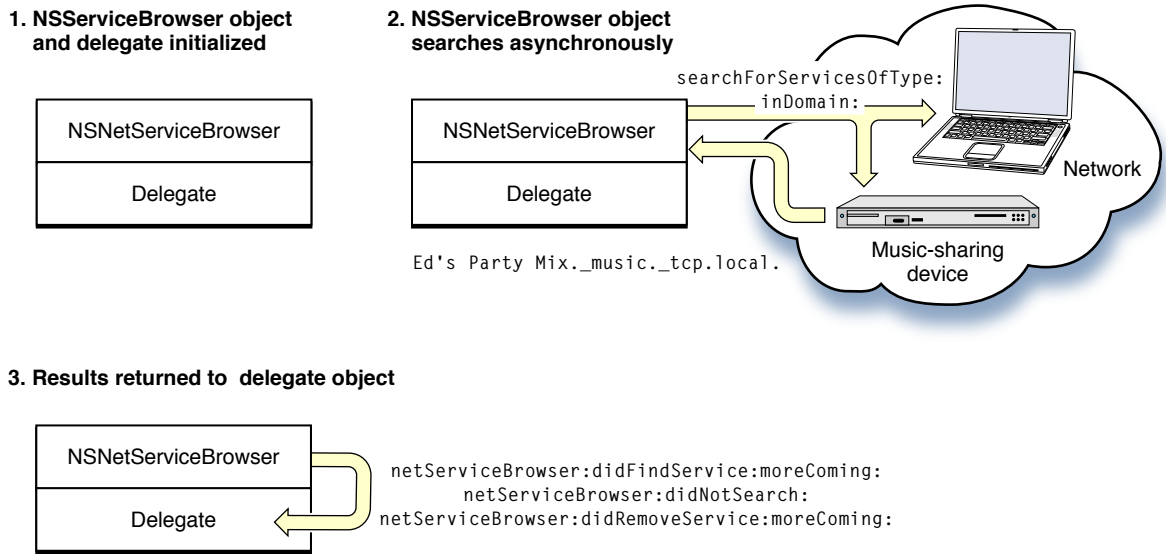 1. NSServiceBrowser object
and delegate initialized
NSNetServiceBrowser
Delegate
2. NSServiceBrowser object
searches asynchronously
searchForServicesOfType:
inDomain:
NSNetServiceBrowser
Delegate
Network
Music-sharing
device
Ed's Party Mix._music._tcp.local.
3. Results returned to delegate object
NSNetServiceBrowser
Delegate
netServiceBrowser:didFindService:moreComing:
netServiceBrowser:didNotSearch:
netServiceBrowser:didRemoveService:moreComing: